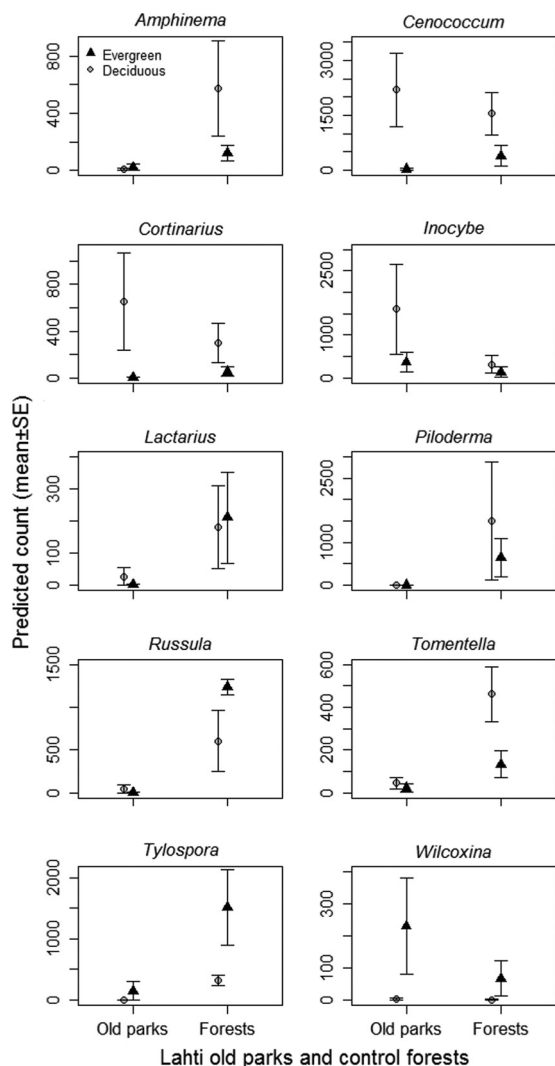 Amphinema
Cenococcum
800
400
0
Evergreen
Deciduous
3000
1500
0
Cortinarius
Inocybe
800
400
0
2500
1000
0
Lactarius
Piloderma
300
100
0
2500
1000
0
Russula
Tomentella
1500
500
0
600
400
200
0
Tylospora
Wilcoxina
2000
1000
0
300
100
0
Old parks Forests
Old parks Forests
Predicted count (mean±SE)
Lahti old parks and control forests